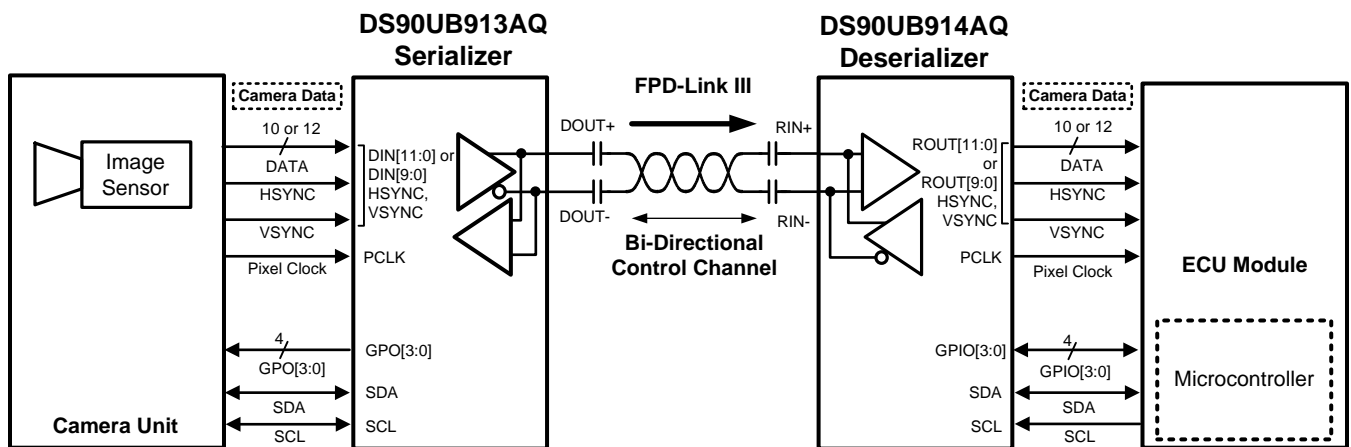 DS90UB913AQ
Serializer
DS90UB914AQ
Deserializer
Camera Data
FPD-Link III
Camera Data
Image
Sensor
10 or 12
DATA
HSYNC
VSYNC
Pixel Clock
4
GPO[3:0]
SDA
SCL
Camera Unit
DIN[11:0] or
DIN[9:0]
HSYNC,
VSYNC
PCLK
GPO[3:0]
SDA
SCL
DOUT+
DOUT-
RIN+
RIN-
Bi-Directional
Control Channel
ROUT[11:0]
or
ROUT[9:0]
HSYNC,
VSYNC
PCLK
GPIO[3:0]
SDA
SCL
10 or 12
DATA
HSYNC
VSYNC
Pixel Clock
4
GPIO[3:0]
SDA
SCL
ECU Module
Microcontroller